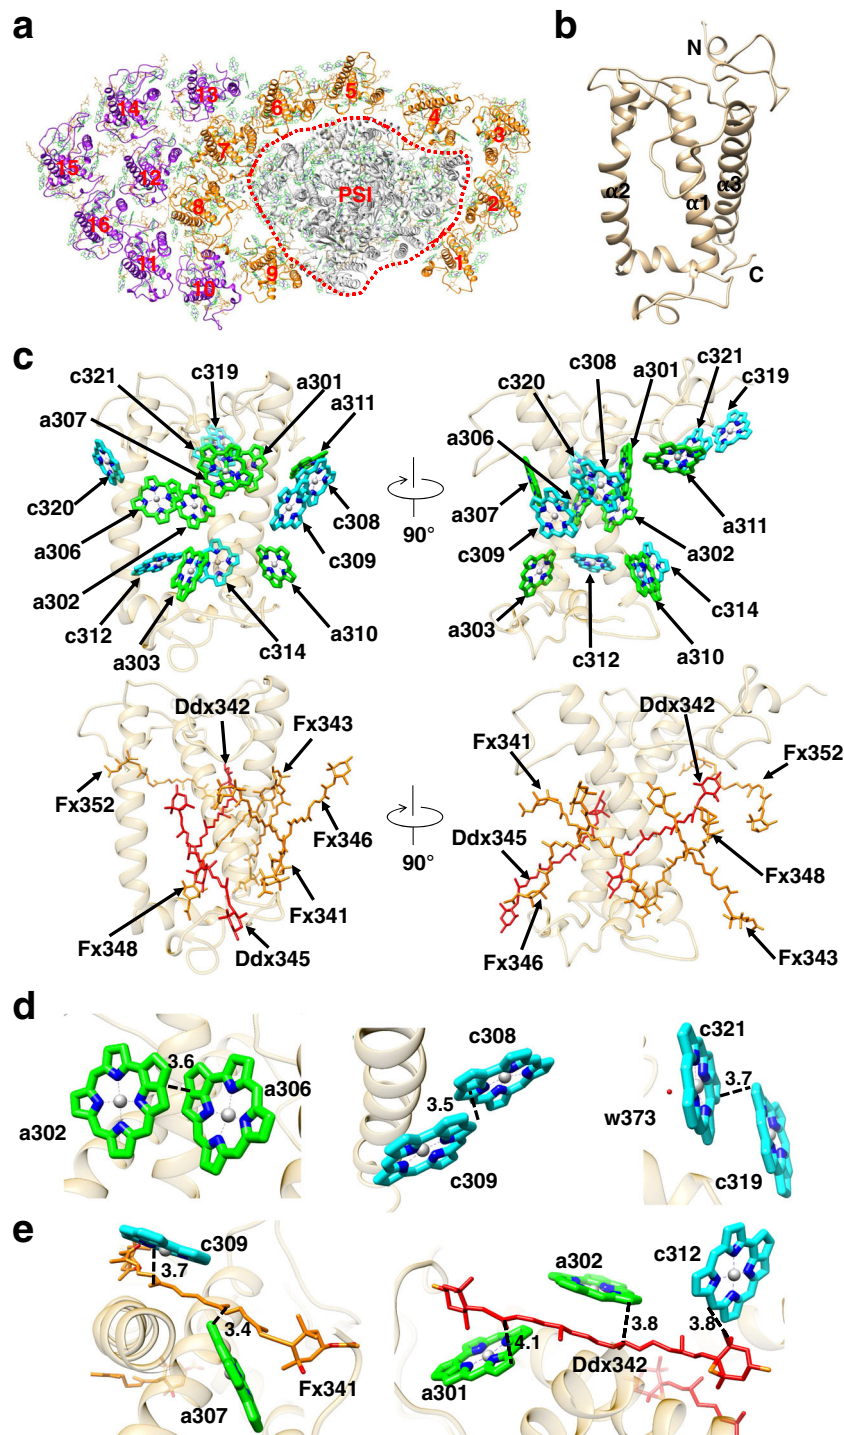 a
b
13
14
6
5
4
3
7
15
12
PSI
8
2
16
11
9
1
10
N
α2
α1
α3
C
c
c321
c319
a301
a307
a311
c320
c308
a306
c309
a302
c312
a310
a303
c314
90°
c308
a301
c321
c320
c319
a306
a307
a311
c309
a302
a303
c314
c312
a310
Ddx342
Fx343
Fx352
Fx346
Fx341
Fx348
Ddx345
90°
Ddx342
Fx341
Fx352
Ddx345
Fx348
Fx346
Fx343
d
3.6
a306
a302
c308
3.5
c309
c321
3.7
w373
c319
e
c309
3.7
3.4
Fx341
a307
a302
c312
3.8
3.8
4.1
Ddx342
a301